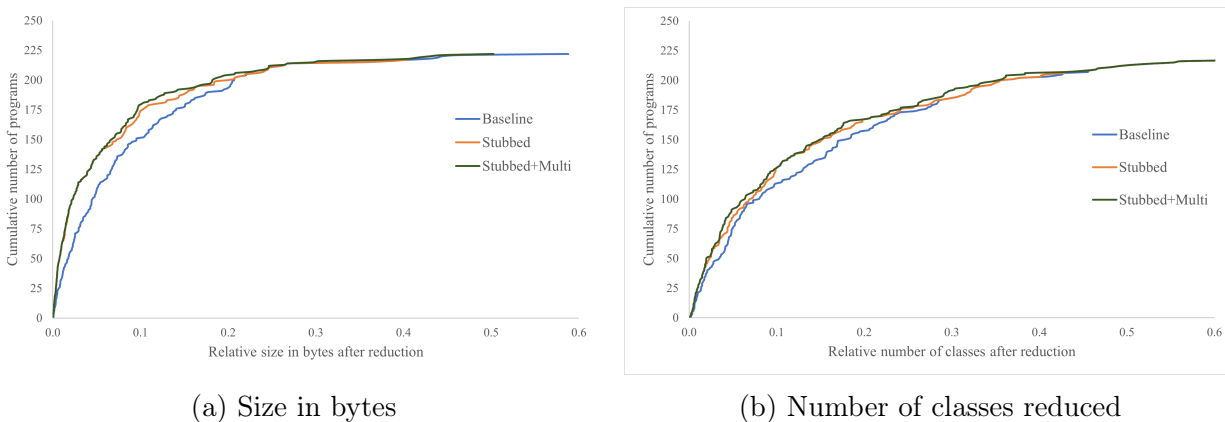 250
225
200
175
150
125
100
75
50
25
0
Cumulative number of programs
0.0 0.1 0.2 0.3 0.4 0.5 0.6
Relative size in bytes after reduction
Baseline
Stubbed
Stubbed+Multi
(a) Size in bytes
250
225
200
175
150
125
100
75
50
25
0
Cumulative number of programs
0.0 0.1 0.2 0.3 0.4 0.5 0.6
Relative number of classes after reduction
Baseline
Stubbed
Stubbed+Multi
(b) Number of classes reduced